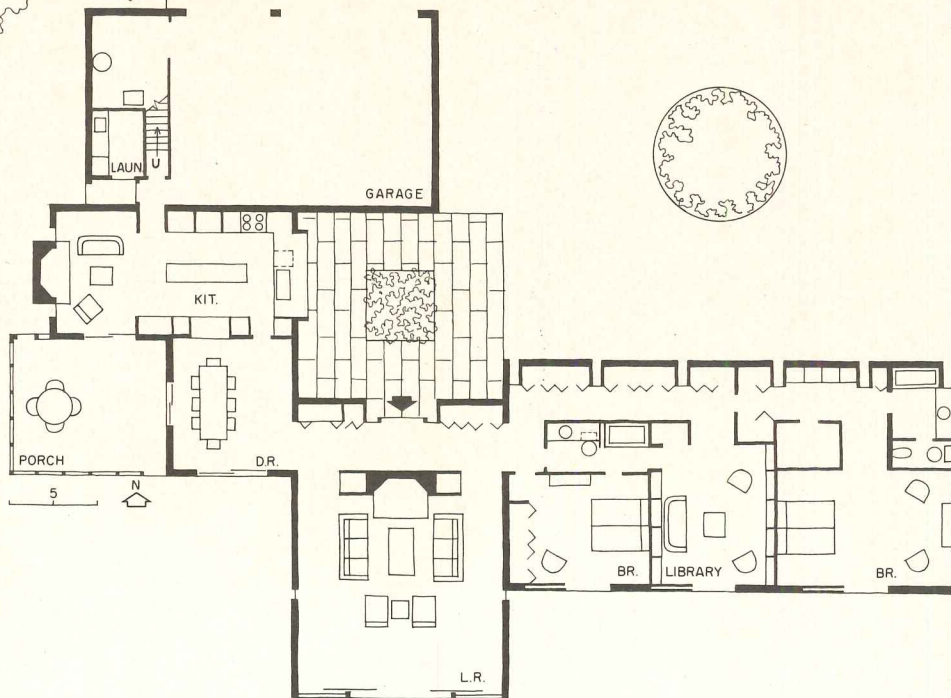 LAUN.
U
GARAGE
KIT.
PORCH
D.R.
5
N
BR.
LIBRARY
BR.
L.R.